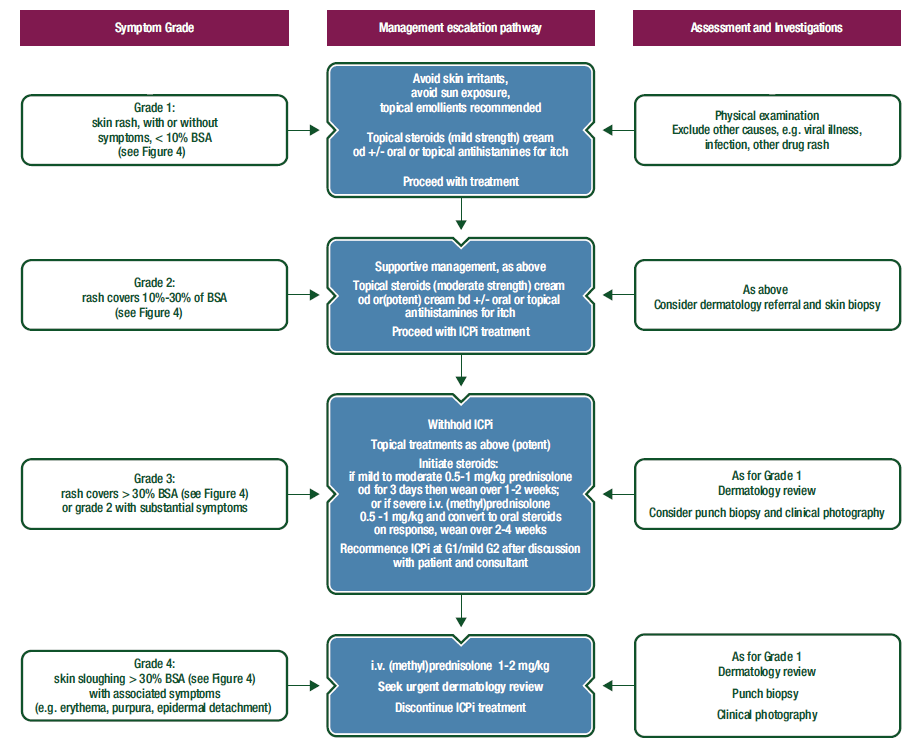 Symptom Grade
Management escalation pathway
Assessment and Investigations
Grade 1:
skin rash, with or without
symptoms, < 10% BSA
(see Figure 4)
Avoid skin irritants,
avoid sun exposure,
topical emollients recommended
Topical steroids (mild strength) cream
od +/- oral or topical antihistamines for itch
Proceed with treatment
Physical examination
Exclude other causes, e.g. viral illness,
infection, other drug rash
Grade 2:
rash covers 10%-30% of BSA
(see Figure 4)
Supportive management, as above
Topical steroids (moderate strength) cream
od or(potent) cream bd +/- oral or topical
antihistamines for itch
Proceed with ICPi treatment
As above
Consider dermatology referral and skin biopsy
Grade 3:
rash covers > 30% BSA (see Figure 4)
or grade 2 with substantial symptoms
Withhold ICPi
Topical treatments as above (potent)
Initiate steroids:
if mild to moderate 0.5-1 mg/kg prednisolone
od for 3 days then wean over 1-2 weeks;
or if severe i.v. (methyl)prednisolone
0.5 -1 mg/kg and convert to oral steroids
on response, wean over 2-4 weeks
Recommence ICPi at G1/mild G2 after discussion
with patient and consultant
As for Grade 1
Dermatology review
Consider punch biopsy and clinical photography
Grade 4:
skin sloughing > 30% BSA (see Figure 4)
with associated symptoms
(e.g. erythema, purpura, epidermal detachment)
i.v. (methyl)prednisolone 1-2 mg/kg
Seek urgent dermatology review
Discontinue ICPi treatment
As for Grade 1
Dermatology review
Punch biopsy
Clinical photography